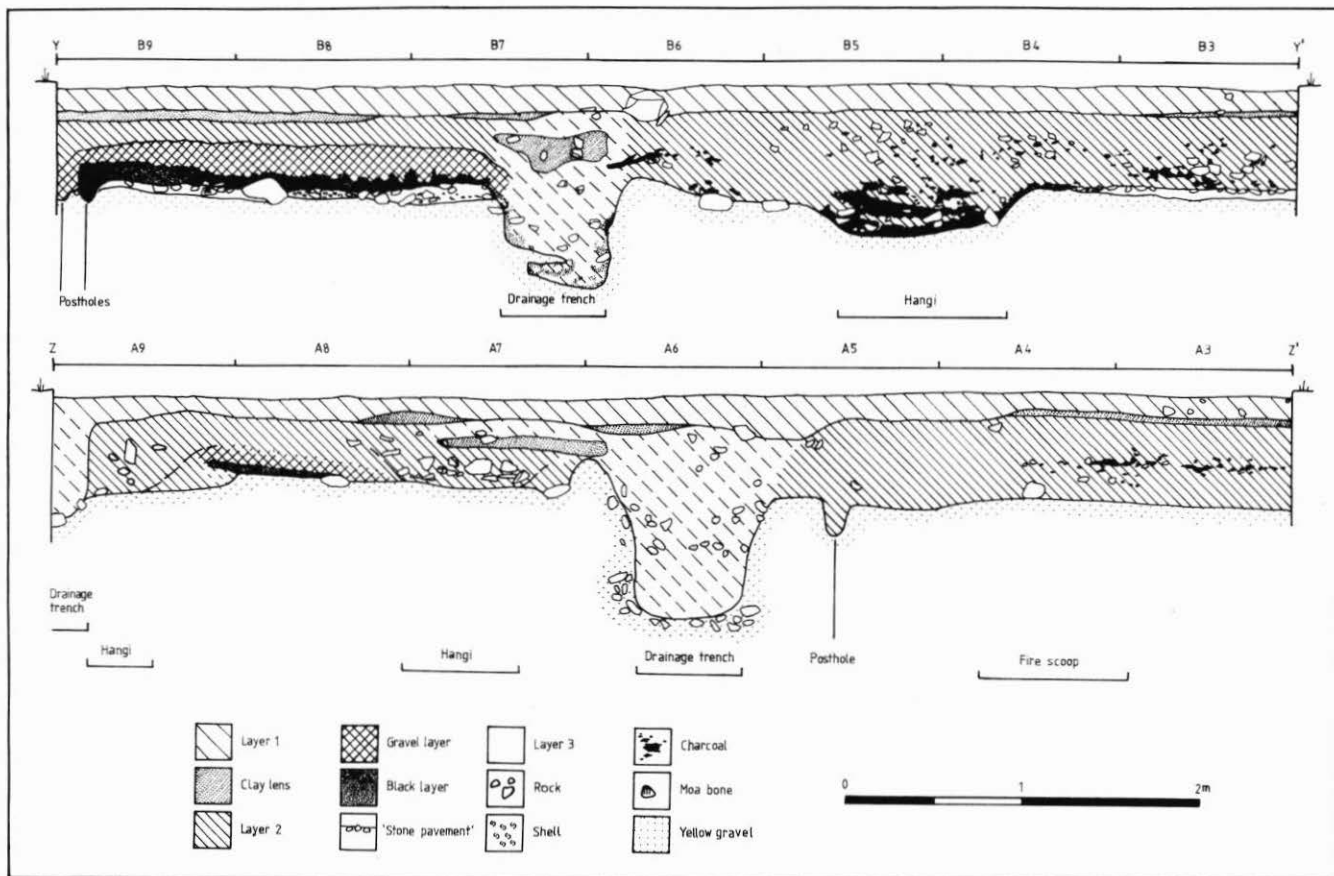 Y B9 B8 B7 B6 B5 B4 B3 Y'
Postholes
Drainage trench
Hangi
Z A9 A8 A7 A6 A5 A4 A3 Z'
Drainage
trench
Hangi
Hangi
Drainage trench
Posthole
Fire scoop
Layer 1
Gravel layer
Layer 3
Charcoal
Clay lens
Black layer
Rock
Moa bone
Layer 2
'Stone pavement'
Shell
Yellow gravel
0 1 2m